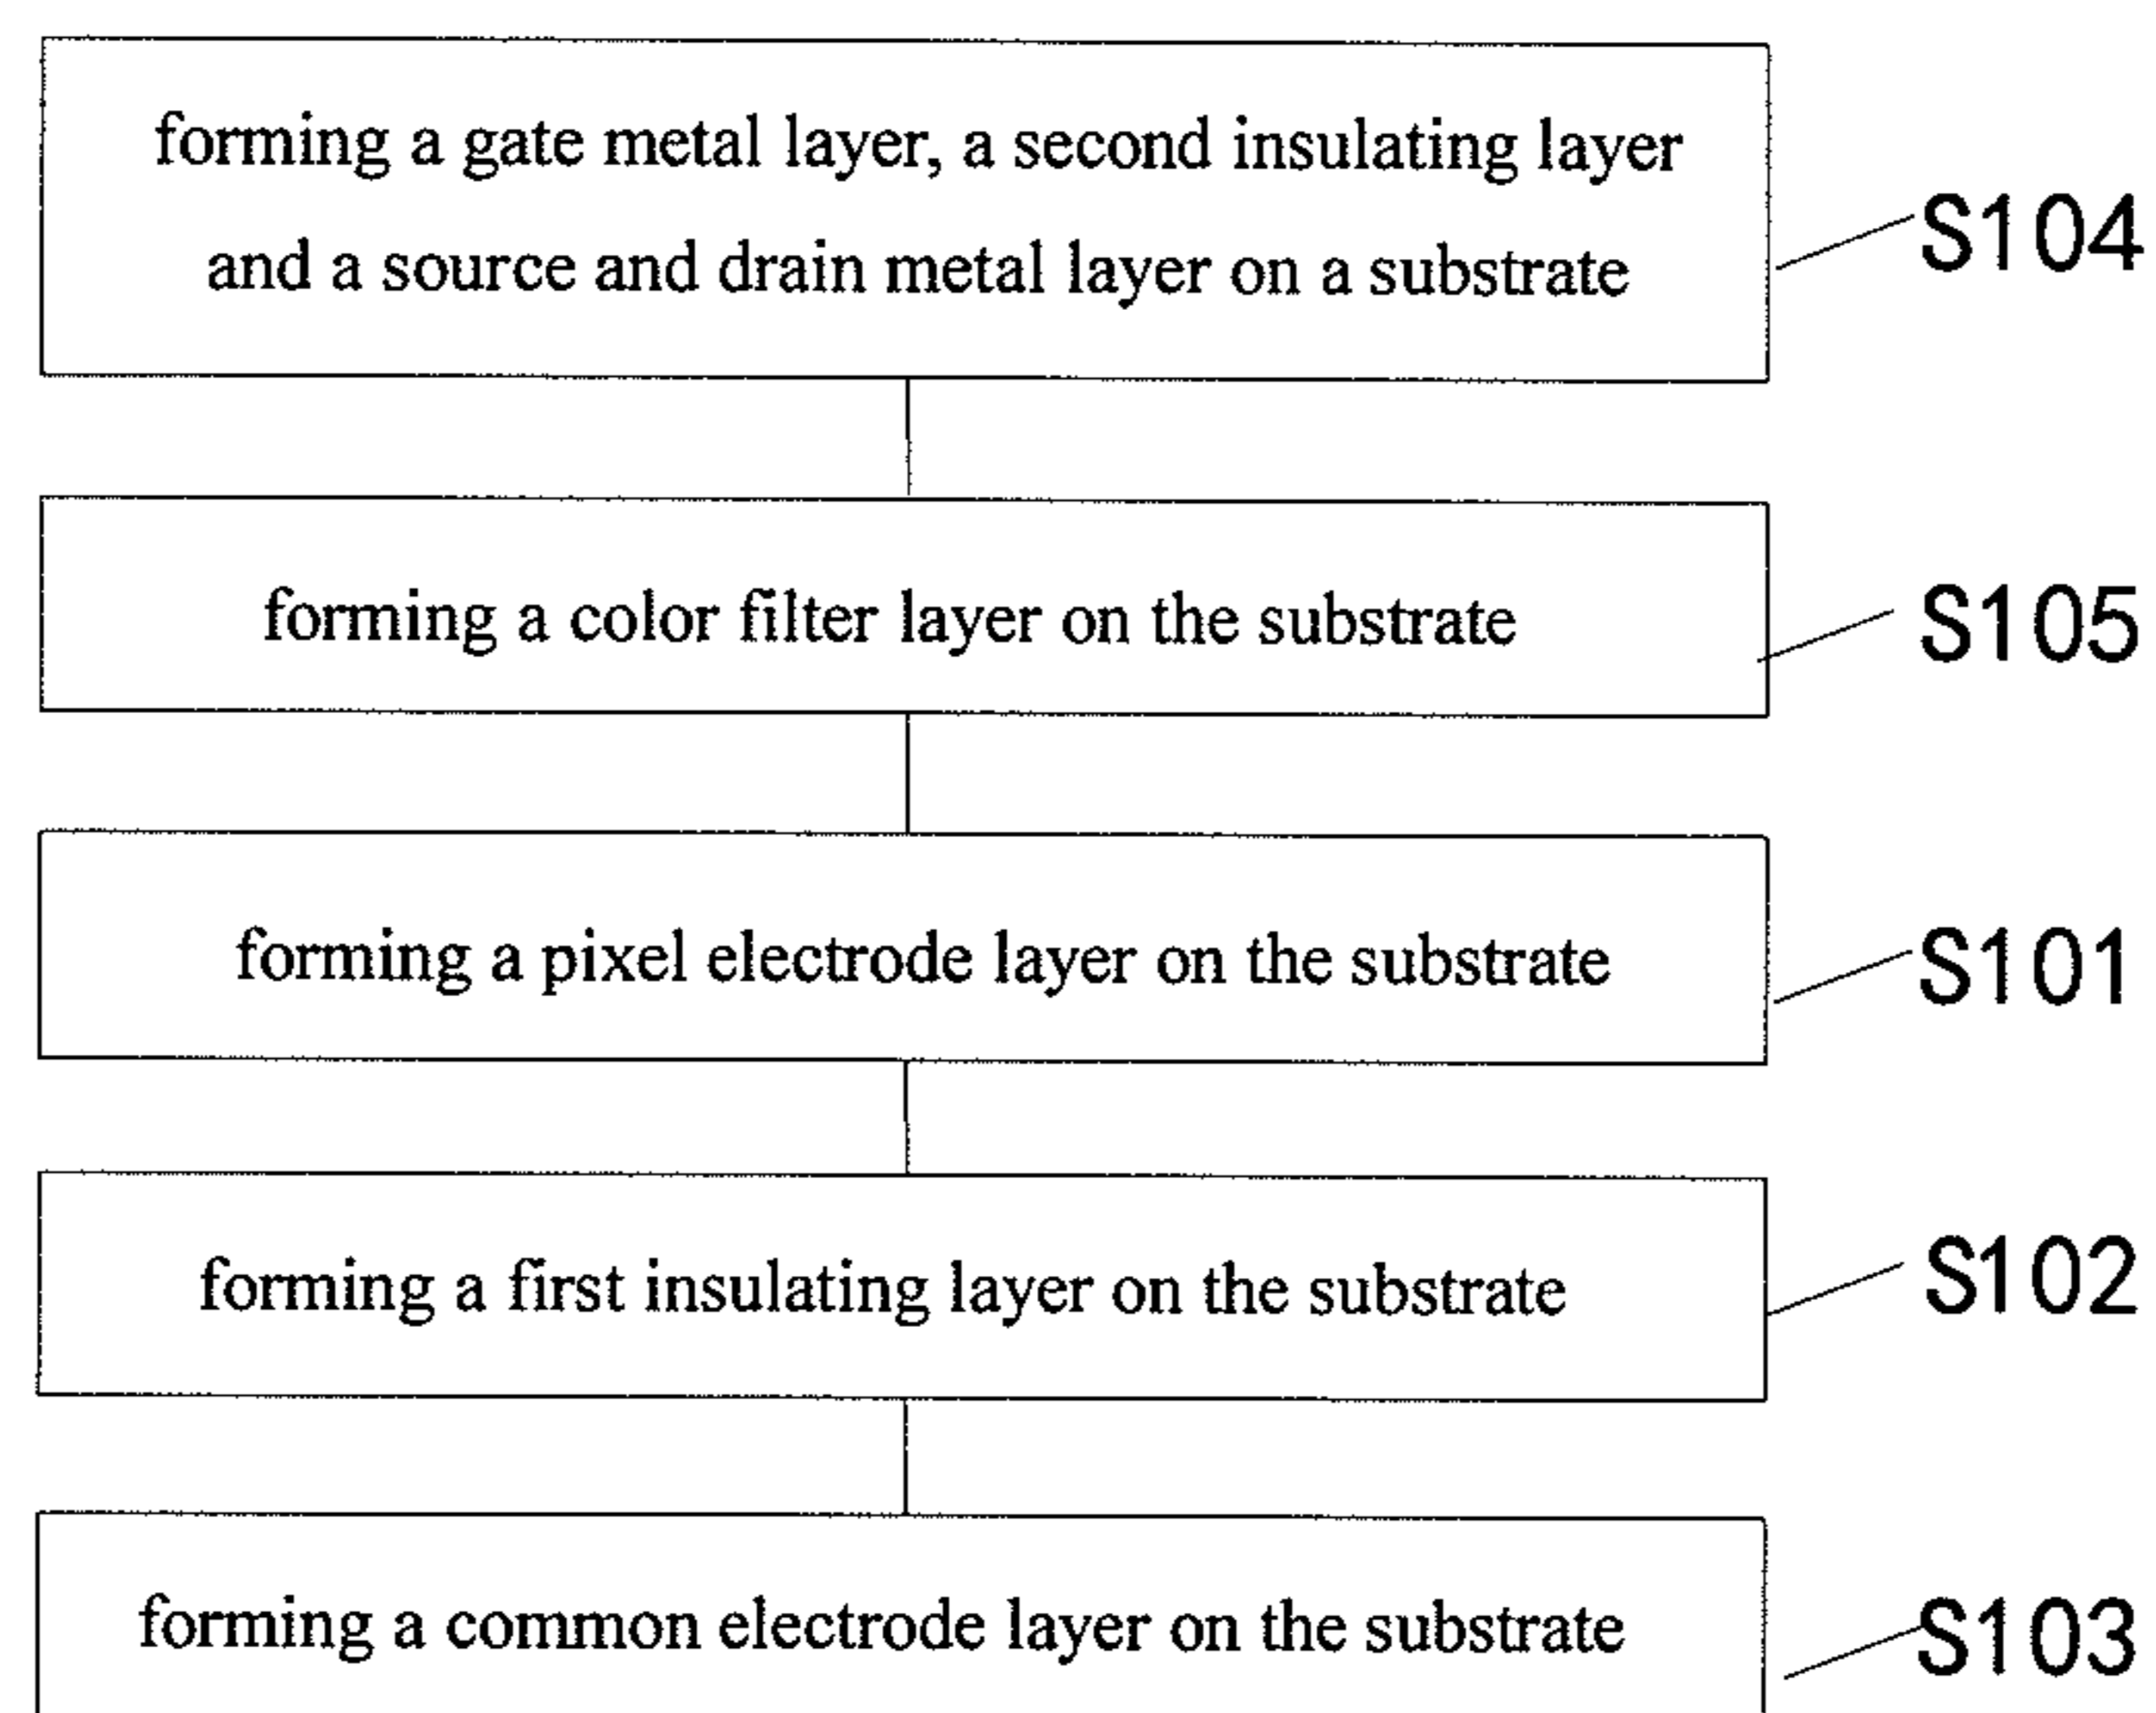 forming a gate metal layer, a second insulating layer
and a source and drain metal layer on a substrate
S104
forming a color filter layer on the substrate
S105
forming a pixel electrode layer on the substrate
S101
forming a first insulating layer on the substrate
S102
forming a common electrode layer on the substrate
S103